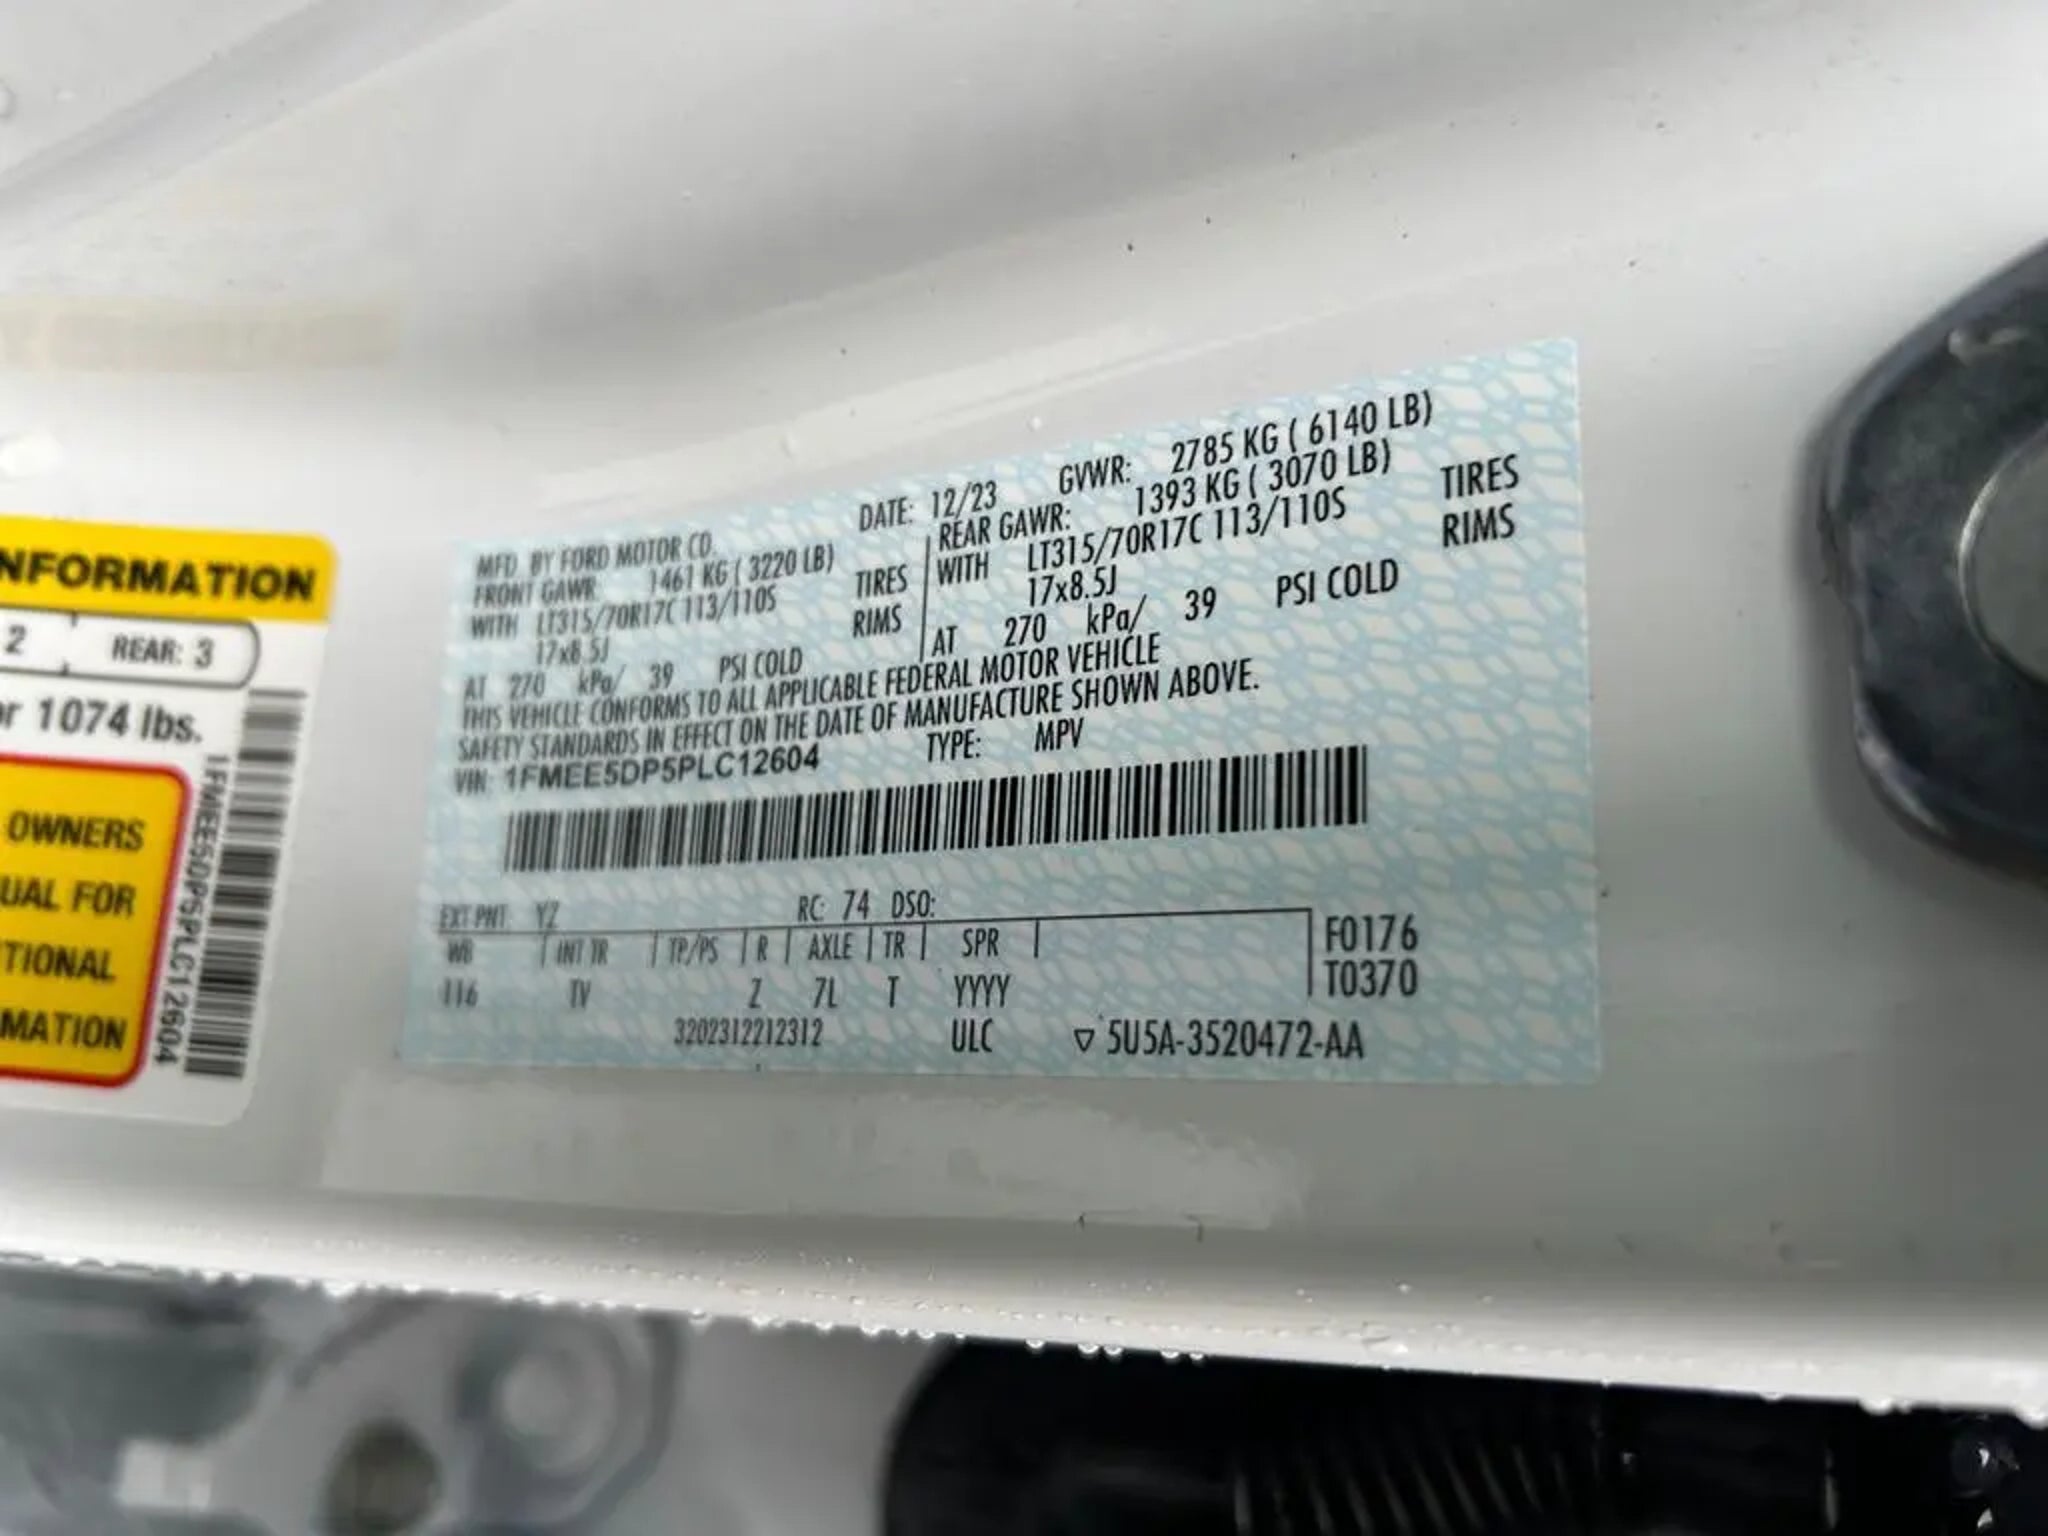 NFORMATION
2 REAR: 3
or 1074 lbs.
OWNERS
UAL FOR
TIONAL
MATION
1FMEE5DP5PLC12604
MFD. BY FORD MOTOR CO. DATE: 12/23 GVWR: 2785 KG ( 6140 LB)
FRONT GAWR: 1461 KG ( 3220 LB) REAR GAWR: 1393 KG ( 3070 LB)
WITH LT315/70R17C 113/110S TIRES WITH LT315/70R17C 113/110S TIRES
17x8.5J RIMS 17x8.5J RIMS
AT 270 kPa/ 39 PSI COLD AT 270 kPa/ 39 PSI COLD
THIS VEHICLE CONFORMS TO ALL APPLICABLE FEDERAL MOTOR VEHICLE
SAFETY STANDARDS IN EFFECT ON THE DATE OF MANUFACTURE SHOWN ABOVE.
VIN: 1FMEE5DP5PLC12604 TYPE: MPV
EXT PNT: YZ RC: 74 DSO:
WB INT TR TP/PS R AXLE TR SPR F0176
116 TV Z 7L T YYYY T0370
3202312212312 ULC ▽ 5U5A-3520472-AA